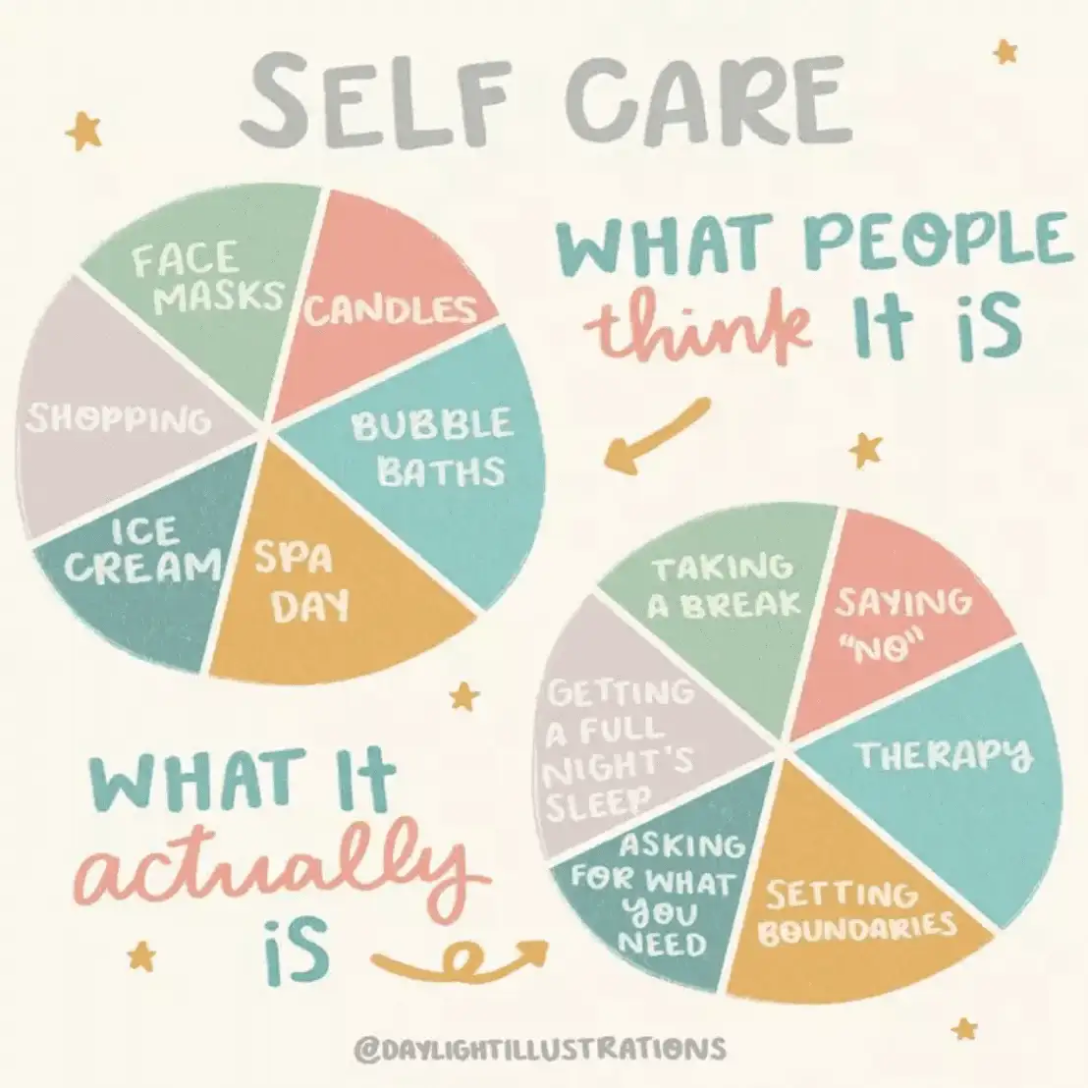 SELF CARE
WHAT PEOPLE
think It iS
FACE
MASKS
CANDLES
BUBBLE
BATHS
SPA
DAY
ICE
CREAM
SHOPPING
WHAT It
actually
iS
TAKING
A BREAK
SAYING
"NO"
THERAPY
SETTING
BOUNDARIES
ASKING
FOR WHAT
YOU
NEED
GETTING
A FULL
NIGHT'S
SLEEP
@DAYLIGHTILLUSTRATIONS